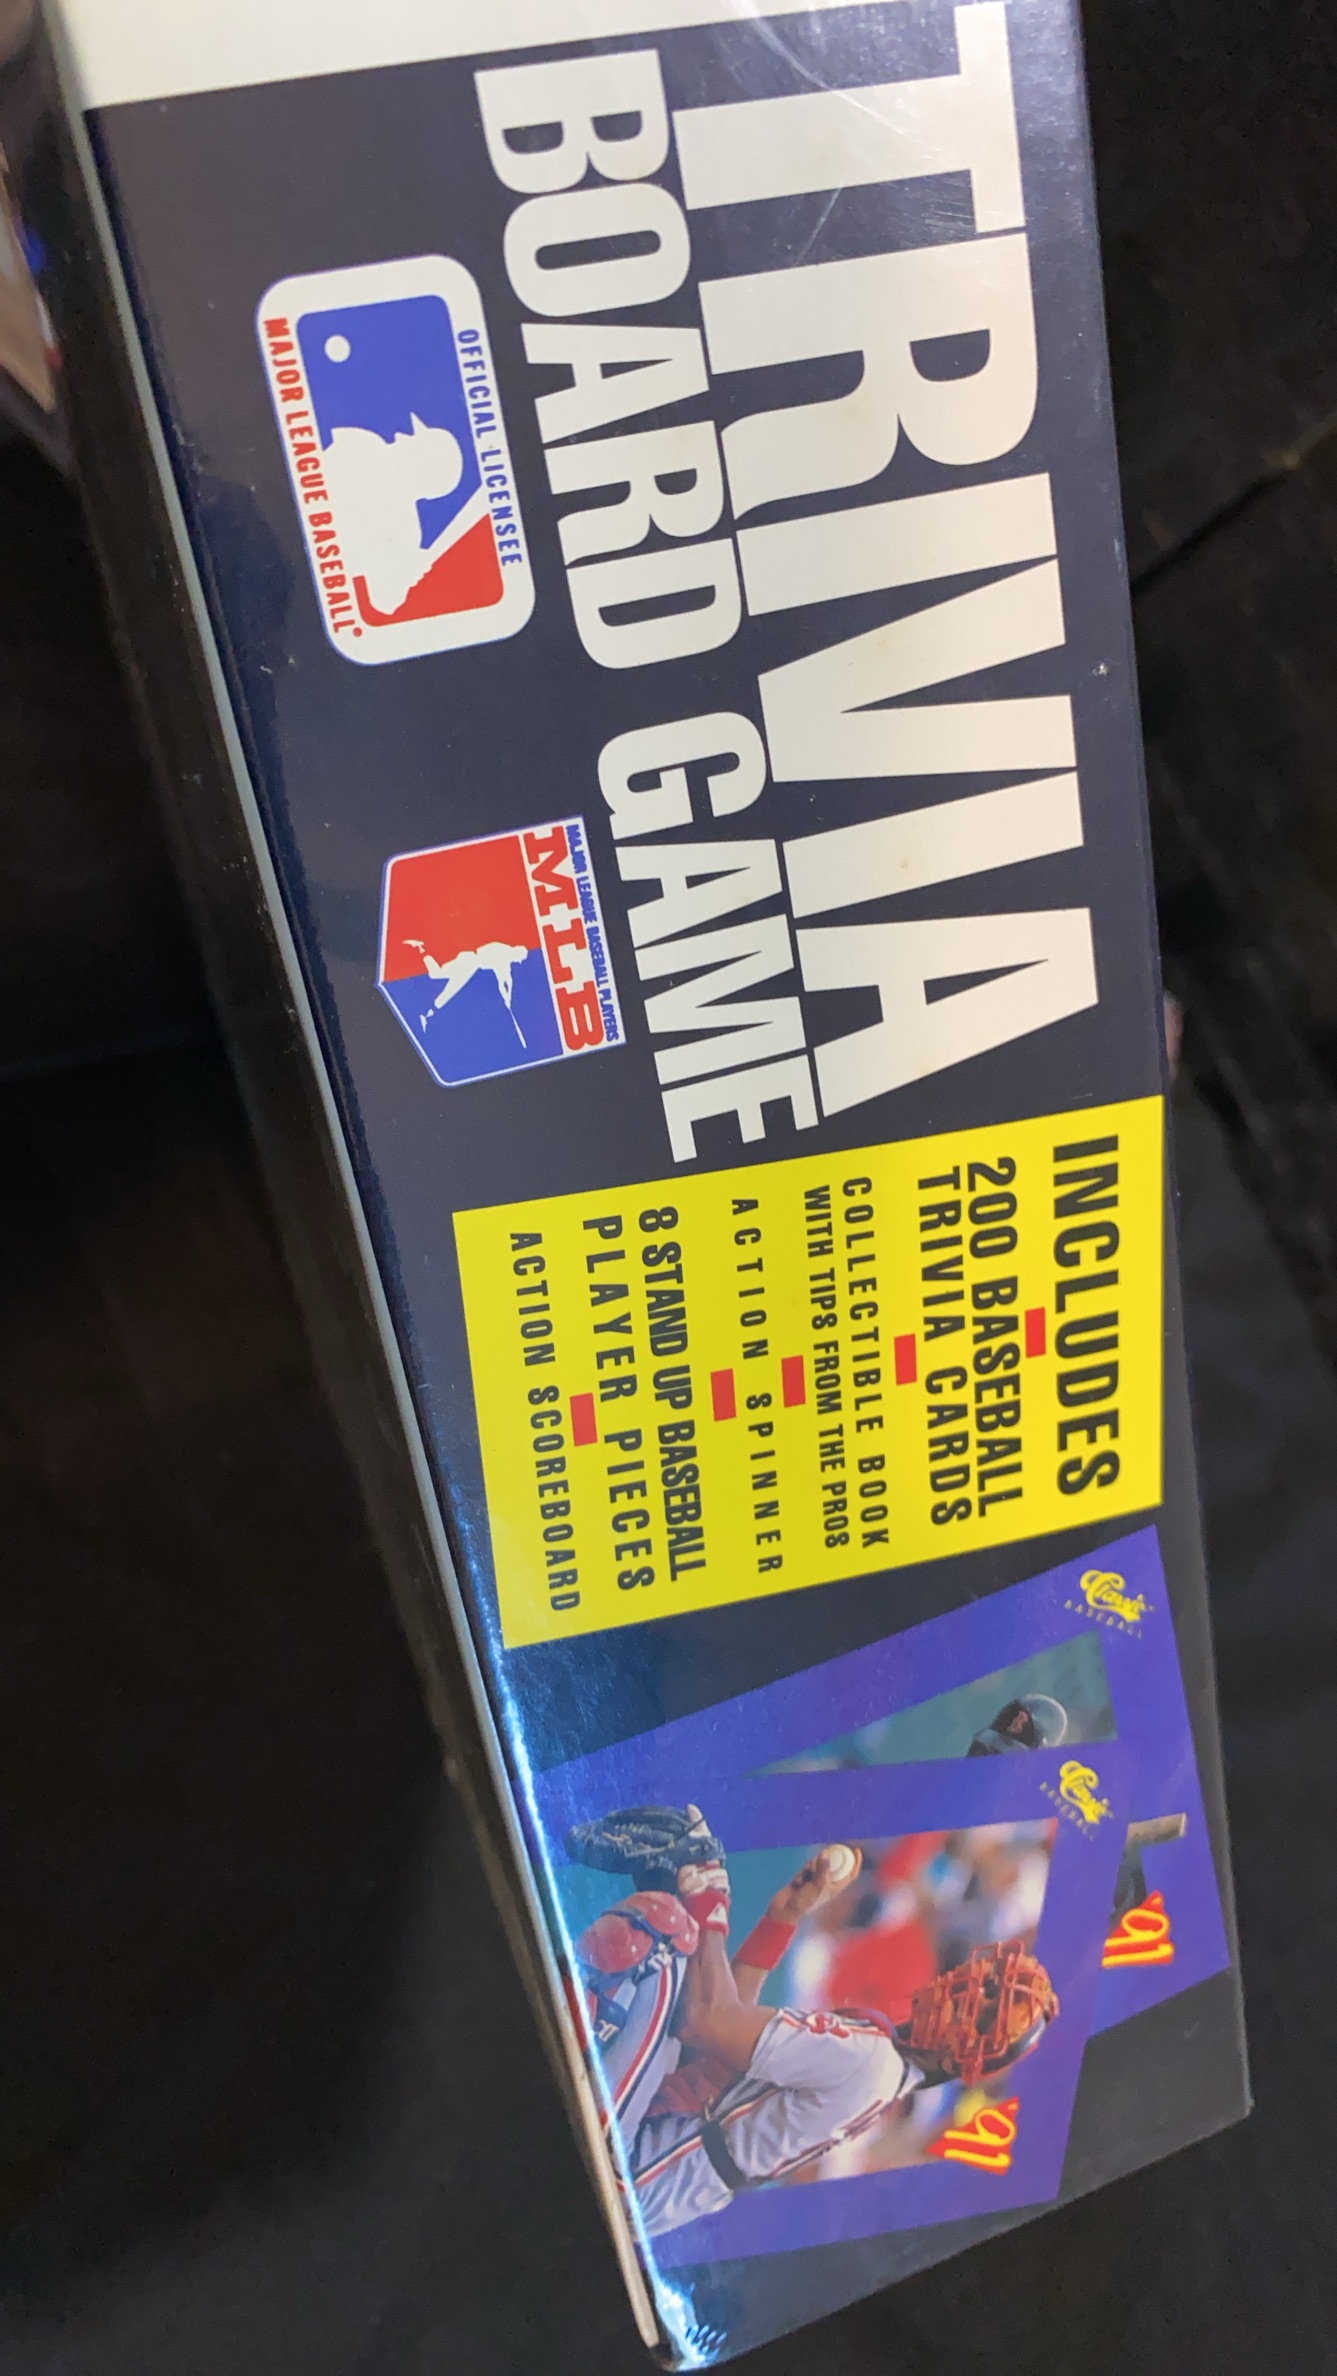 TRIVIA
BOARD GAME
OFFICIAL LICENSEE
MAJOR LEAGUE BASEBALL®
MAJOR LEAGUE BASEBALL PLAYERS
MLB
INCLUDES
200 BASEBALL
TRIVIA CARDS
COLLECTIBLE BOOK
WITH TIPS FROM THE PROS
ACTION SPINNER
8 STAND UP BASEBALL
PLAYER PIECES
ACTION SCOREBOARD
Classic
BASEBALL
'91
Classic
BASEBALL
'91